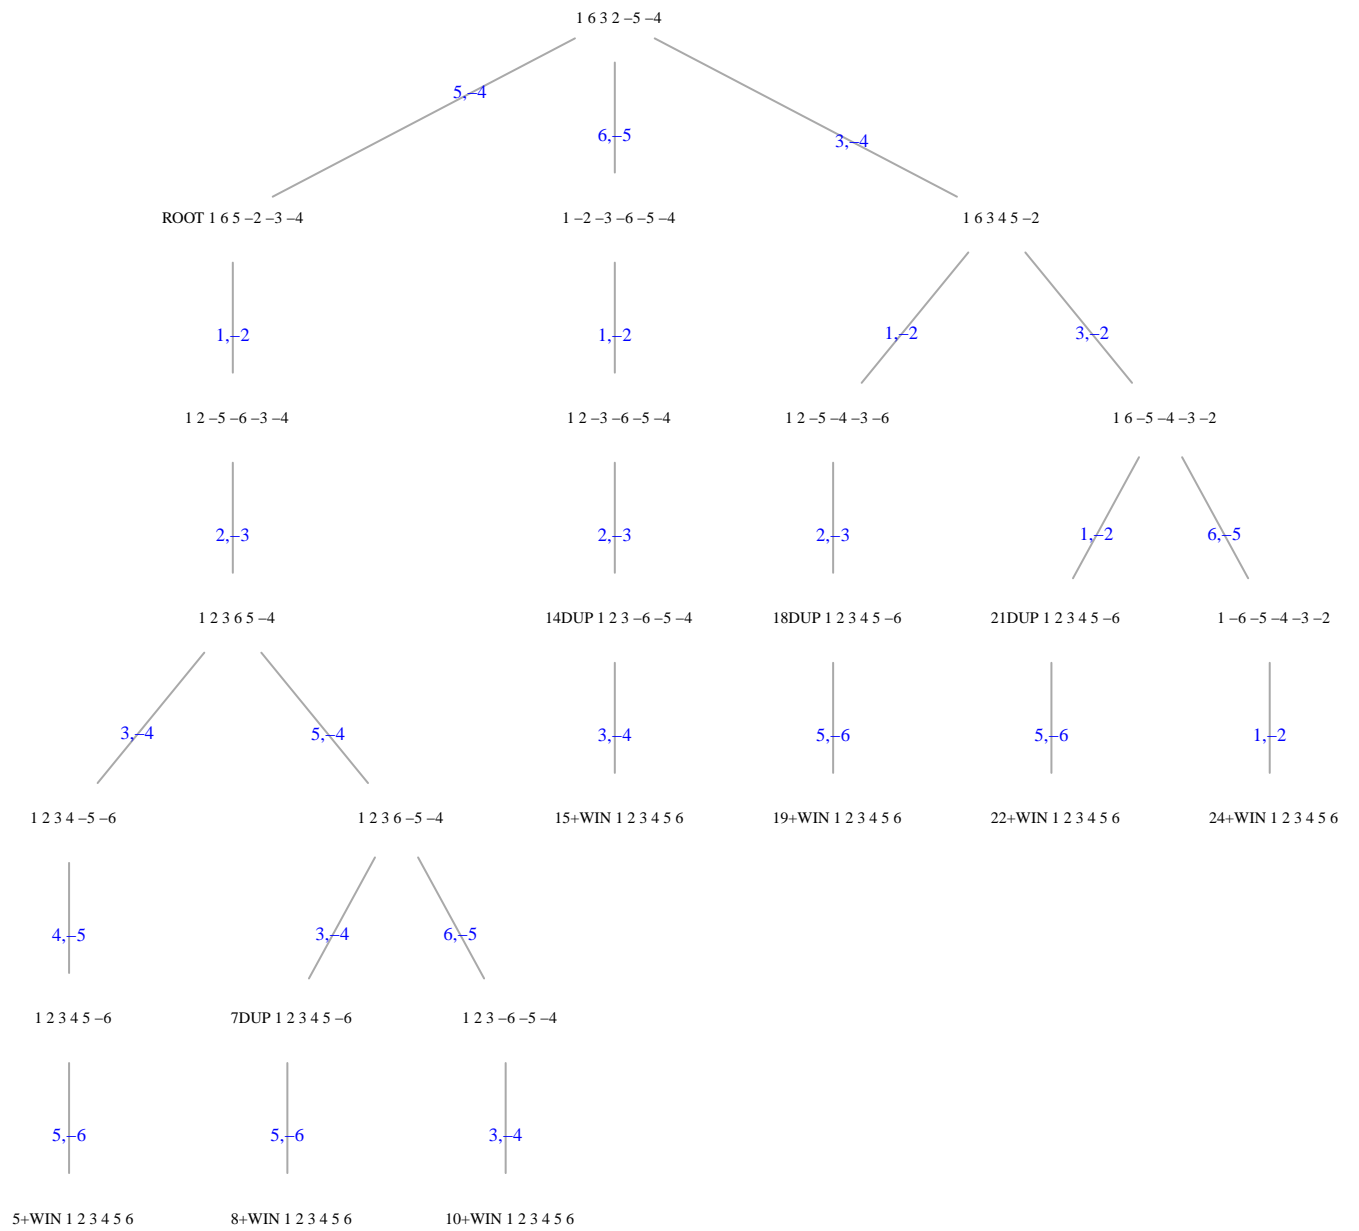 1 6 3 2 –5 –4
5,–4
6,–5
3,–4
ROOT 1 6 5 –2 –3 –4
1 –2 –3 –6 –5 –4
1 6 3 4 5 –2
1,–2
1,–2
1,–2
3,–2
1 2 –5 –6 –3 –4
1 2 –3 –6 –5 –4
1 2 –5 –4 –3 –6
1 6 –5 –4 –3 –2
2,–3
2,–3
2,–3
1,–2
6,–5
1 2 3 6 5 –4
14DUP 1 2 3 –6 –5 –4
18DUP 1 2 3 4 5 –6
21DUP 1 2 3 4 5 –6
1 –6 –5 –4 –3 –2
3,–4
5,–4
3,–4
5,–6
5,–6
1,–2
1 2 3 4 –5 –6
1 2 3 6 –5 –4
15+WIN 1 2 3 4 5 6
19+WIN 1 2 3 4 5 6
22+WIN 1 2 3 4 5 6
24+WIN 1 2 3 4 5 6
4,–5
3,–4
6,–5
1 2 3 4 5 –6
7DUP 1 2 3 4 5 –6
1 2 3 –6 –5 –4
5,–6
5,–6
3,–4
5+WIN 1 2 3 4 5 6
8+WIN 1 2 3 4 5 6
10+WIN 1 2 3 4 5 6